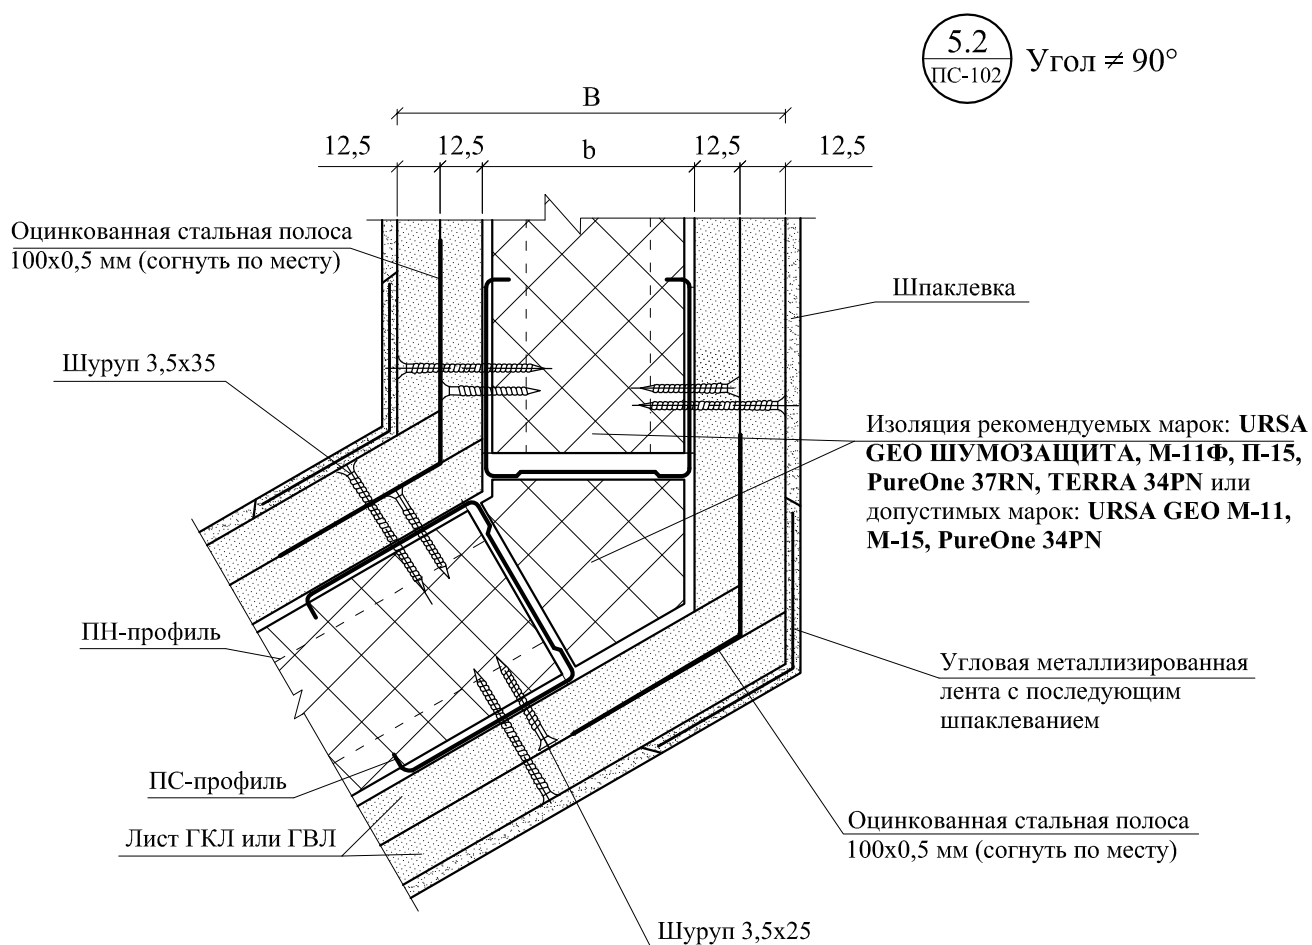 5.2
ПС-102
Угол ≠ 90°
B
12,5
12,5
b
12,5
12,5
Оцинкованная стальная полоса
100х0,5 мм (согнуть по месту)
Шпаклевка
Шуруп 3,5х35
Изоляция рекомендуемых марок: URSA
GEO ШУМОЗАЩИТА, М-11Ф, П-15,
PureOne 37RN, TERRA 34PN или
допустимых марок: URSA GEO М-11,
М-15, PureOne 34PN
ПН-профиль
Угловая металлизированная
лента с последующим
шпаклеванием
ПС-профиль
Лист ГКЛ или ГВЛ
Оцинкованная стальная полоса
100х0,5 мм (согнуть по месту)
Шуруп 3,5х25